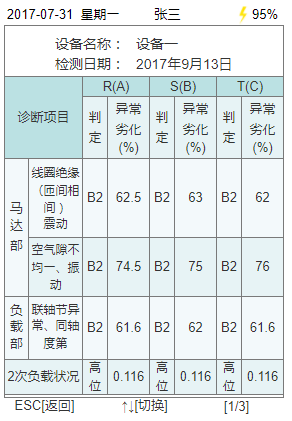 2017-07-31 星期一 张三 95%
设备名称： 设备一
检测日期： 2017年9月13日
诊断项目 R(A) S(B) T(C)
判定 异常劣化(%) 判定 异常劣化(%) 判定 异常劣化(%)
马达部
线圈绝缘
（匝间相
间 ）
震动
B2 62.5 B2 63 B2 62
空气隙不
均一、振
动
B2 74.5 B2 75 B2 76
负载部
联轴节异
常、同轴
度第
B2 61.6 B2 62 B2 61.6
2次负载状况 高位 0.116 高位 0.116 高位 0.116
ESC[返回] ↑↓[切换] [1/3]